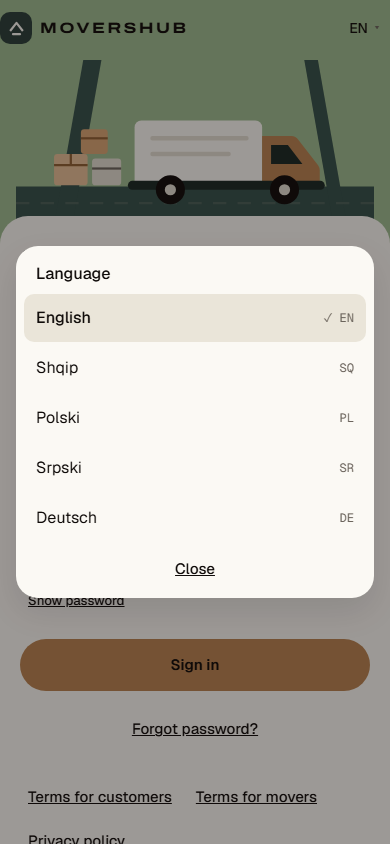 MOVERSHUB
EN
Language
English ✓ EN
Shqip SQ
Polski PL
Srpski SR
Deutsch DE
Close
Show password
Sign in
Forgot password?
Terms for customers Terms for movers
Privacy policy